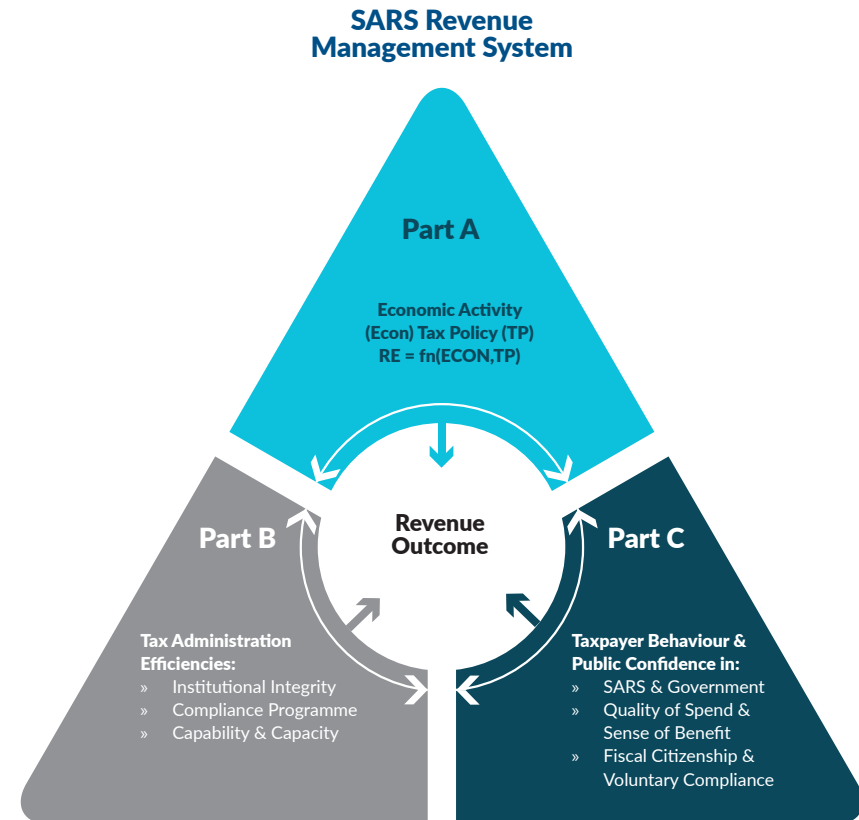 SARS Revenue
Management System
Part A
Economic Activity
(Econ) Tax Policy (TP)
RE = fn(ECON,TP)
Revenue
Outcome
Part B
Tax Administration
Efficiencies:
» Institutional Integrity
» Compliance Programme
» Capability & Capacity
Part C
Taxpayer Behaviour &
Public Confidence in:
» SARS & Government
» Quality of Spend &
Sense of Benefit
» Fiscal Citizenship &
Voluntary Compliance